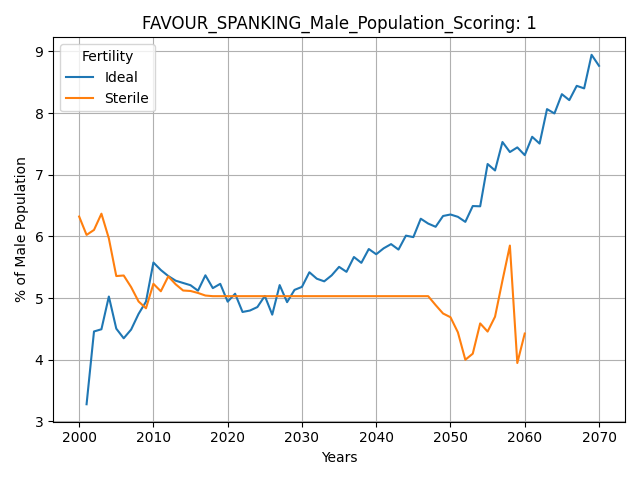 FAVOUR_SPANKING_Male_Population_Scoring: 1
Fertility
Ideal
Sterile
% of Male Population
9
8
7
6
5
4
3
2000 2010 2020 2030 2040 2050 2060 2070
Years